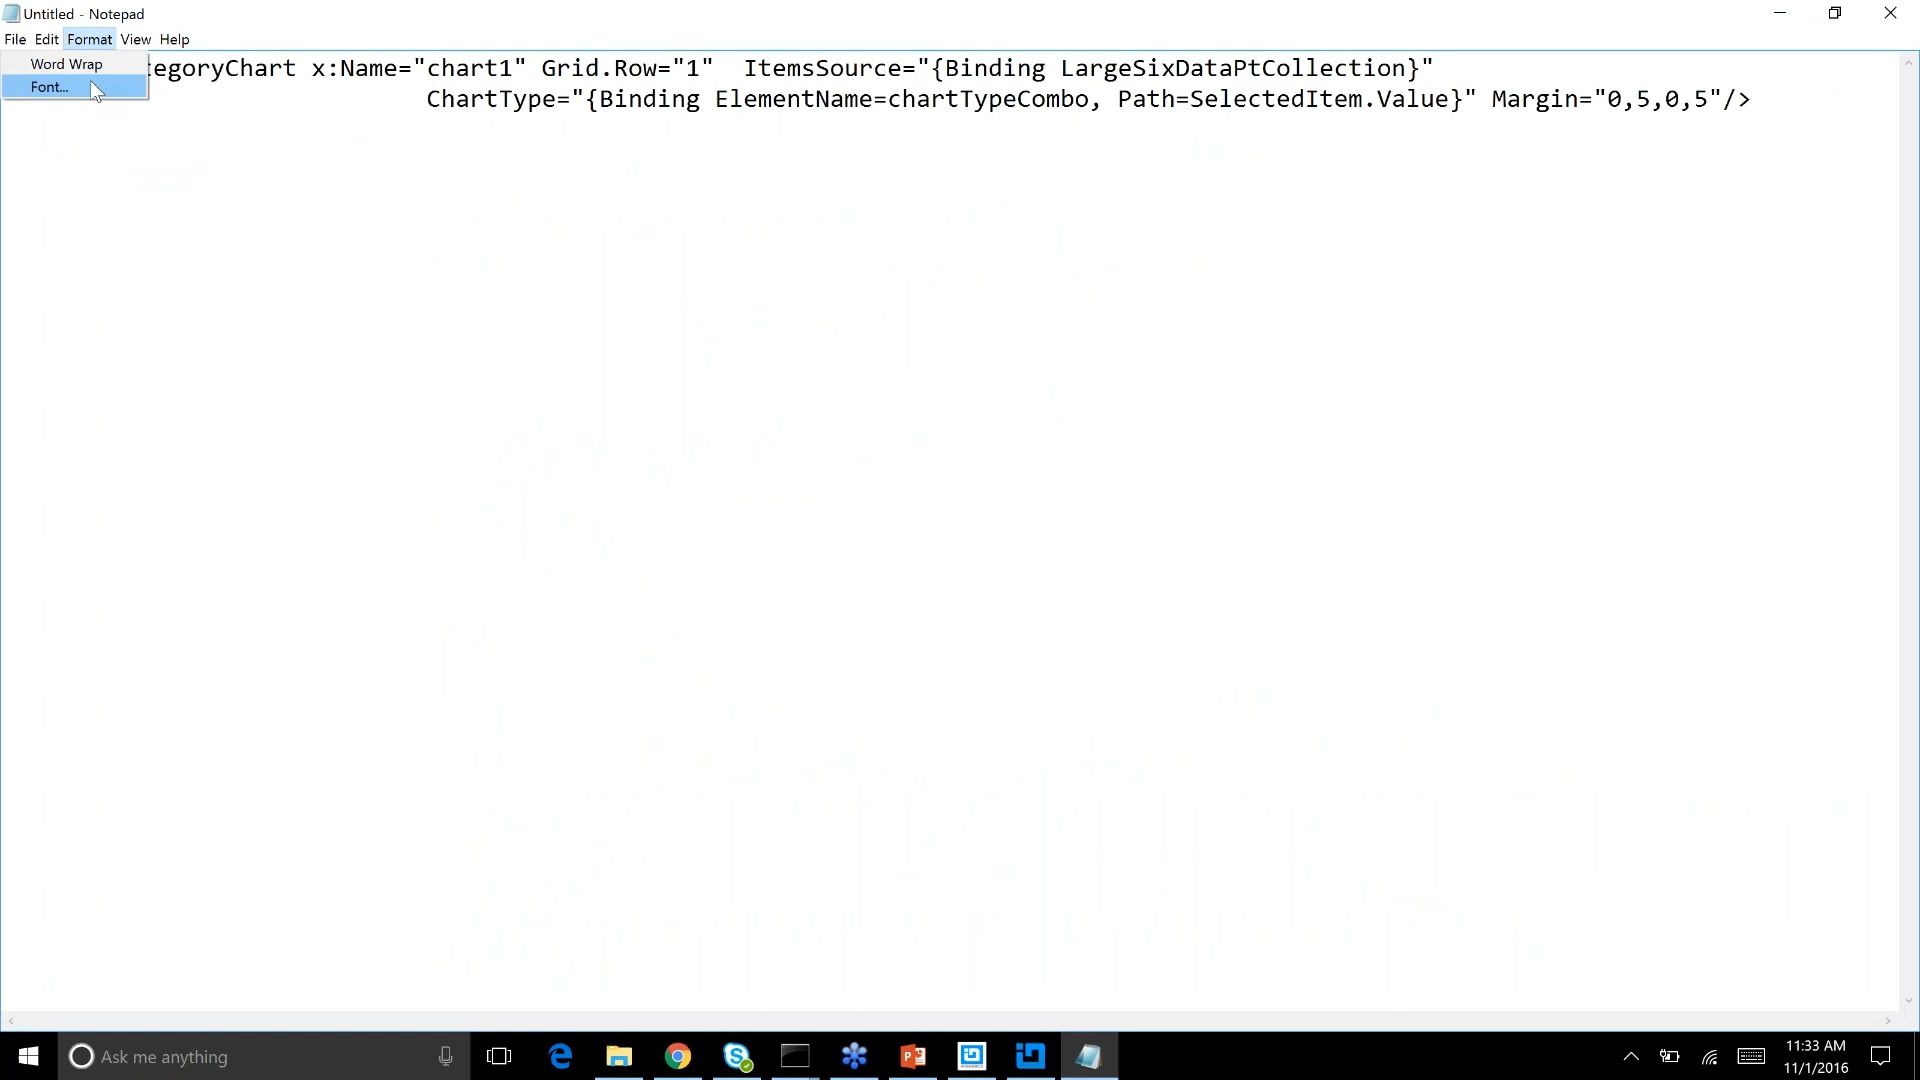 Untitled - Notepad
File Edit Format View Help
Word Wrap
Font...
tegoryChart x:Name="chart1" Grid.Row="1"  ItemsSource="{Binding LargeSixDataPtCollection}"
ChartType="{Binding ElementName=chartTypeCombo, Path=SelectedItem.Value}" Margin="0,5,0,5"/>
Ask me anything
11:33 AM
11/1/2016